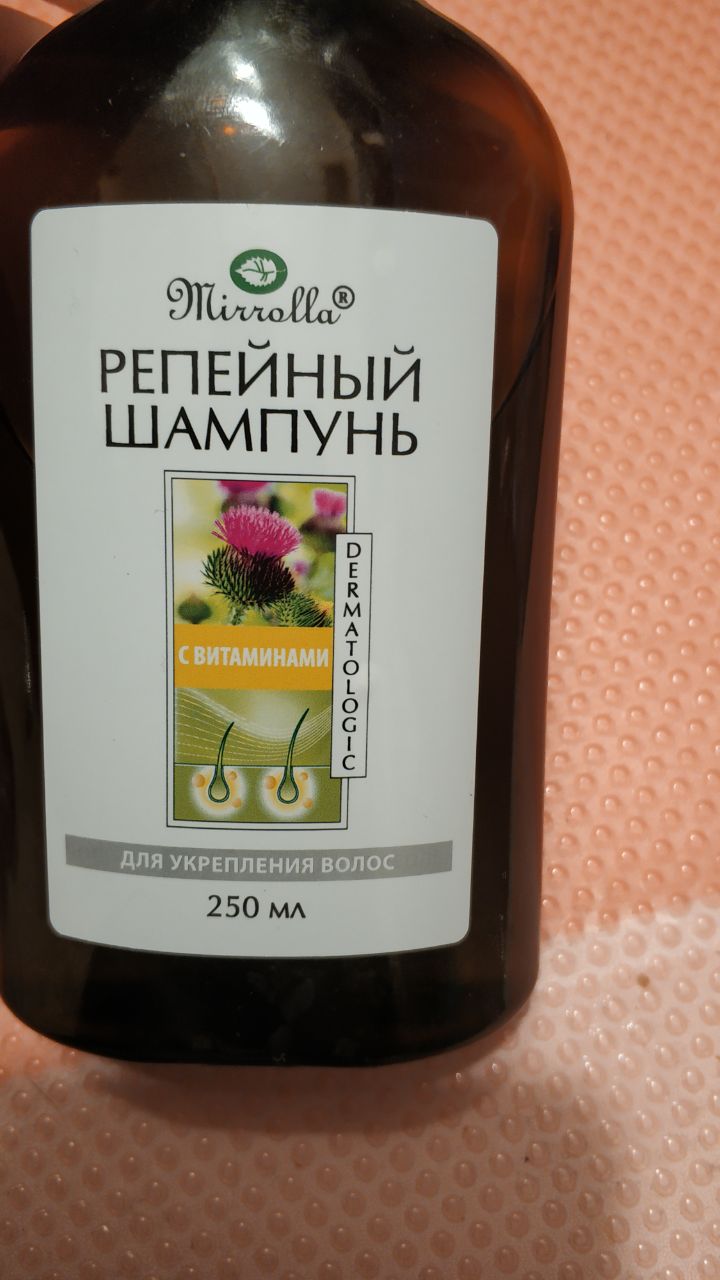 Mirrolla®
РЕПЕЙНЫЙ
ШАМПУНЬ
С ВИТАМИНАМИ
DERMATOLOGIC
ДЛЯ УКРЕПЛЕНИЯ ВОЛОС
250 мл